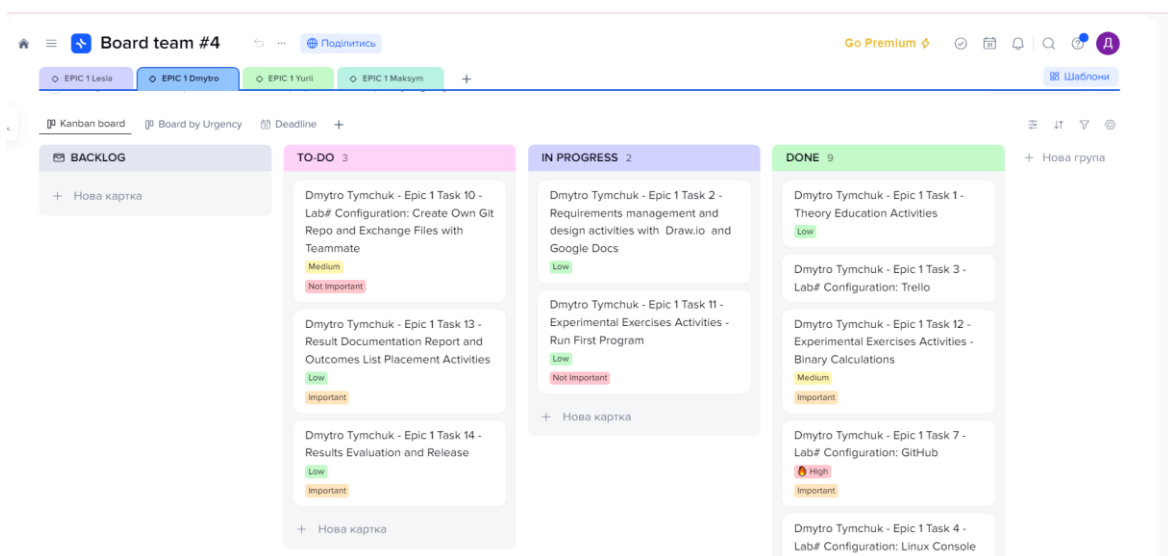 Board team #4
Поділитись
Go Premium
Д
EPIC 1 Lesia
EPIC 1 Dmytro
EPIC 1 Yurii
EPIC 1 Maksym
Шаблони
Kanban board
Board by Urgency
Deadline
BACKLOG
Нова картка
TO-DO 3
Dmytro Tymchuk - Epic 1 Task 10 -
Lab# Configuration: Create Own Git
Repo and Exchange Files with
Teammate
Medium
Not Important
Dmytro Tymchuk - Epic 1 Task 13 -
Result Documentation Report and
Outcomes List Placement Activities
Low
Important
Dmytro Tymchuk - Epic 1 Task 14 -
Results Evaluation and Release
Low
Important
Нова картка
IN PROGRESS 2
Dmytro Tymchuk - Epic 1 Task 2 -
Requirements management and
design activities with Draw.io and
Google Docs
Low
Dmytro Tymchuk - Epic 1 Task 11 -
Experimental Exercises Activities -
Run First Program
Low
Not Important
Нова картка
DONE 9
Dmytro Tymchuk - Epic 1 Task 1 -
Theory Education Activities
Low
Dmytro Tymchuk - Epic 1 Task 3 -
Lab# Configuration: Trello
Dmytro Tymchuk - Epic 1 Task 12 -
Experimental Exercises Activities -
Binary Calculations
Medium
Important
Dmytro Tymchuk - Epic 1 Task 7 -
Lab# Configuration: GitHub
🔥 High
Important
Dmytro Tymchuk - Epic 1 Task 4 -
Lab# Configuration: Linux Console
Нова група